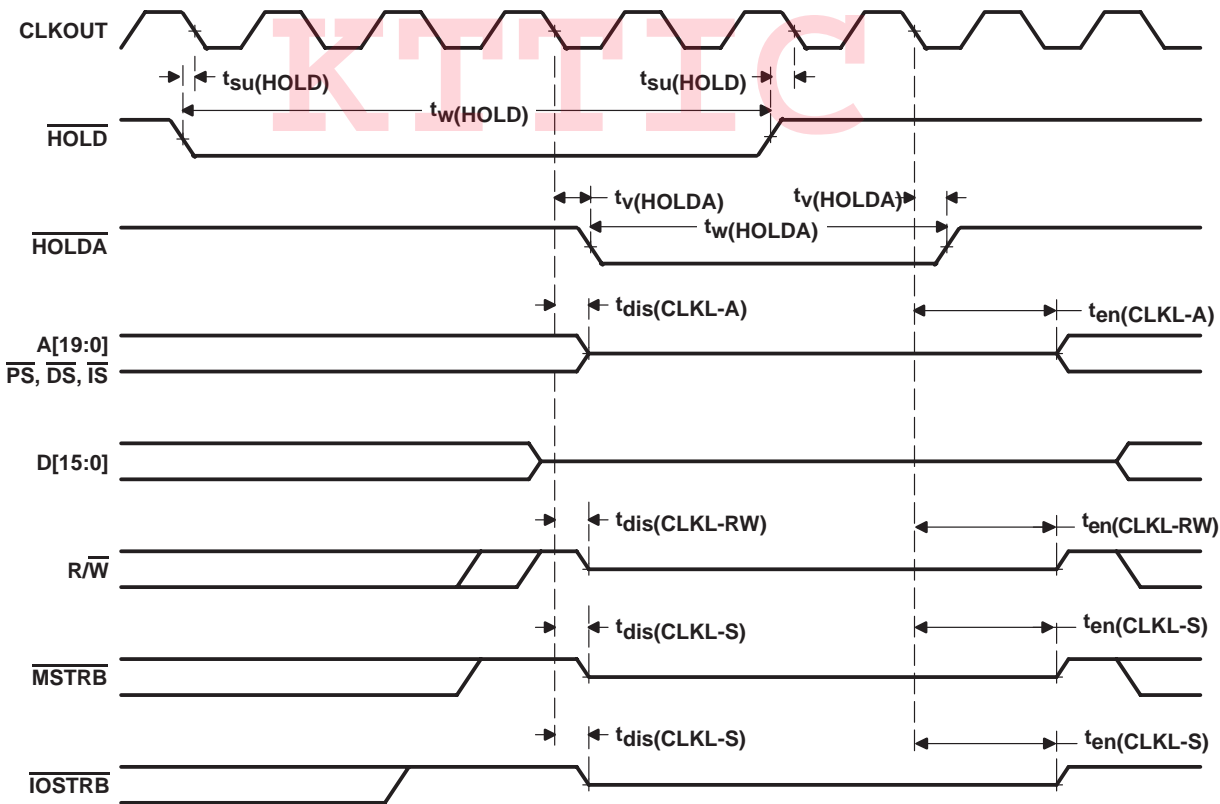 CLKOUT
KTTIC
tsu(HOLD) tsu(HOLD)
tw(HOLD)
HOLD
tv(HOLDA) tv(HOLDA)
tw(HOLDA)
HOLDA
tdis(CLKL-A) ten(CLKL-A)
A[19:0]
PS, DS, IS
D[15:0]
tdis(CLKL-RW) ten(CLKL-RW)
R/W
tdis(CLKL-S) ten(CLKL-S)
MSTRB
tdis(CLKL-S) ten(CLKL-S)
IOSTRB